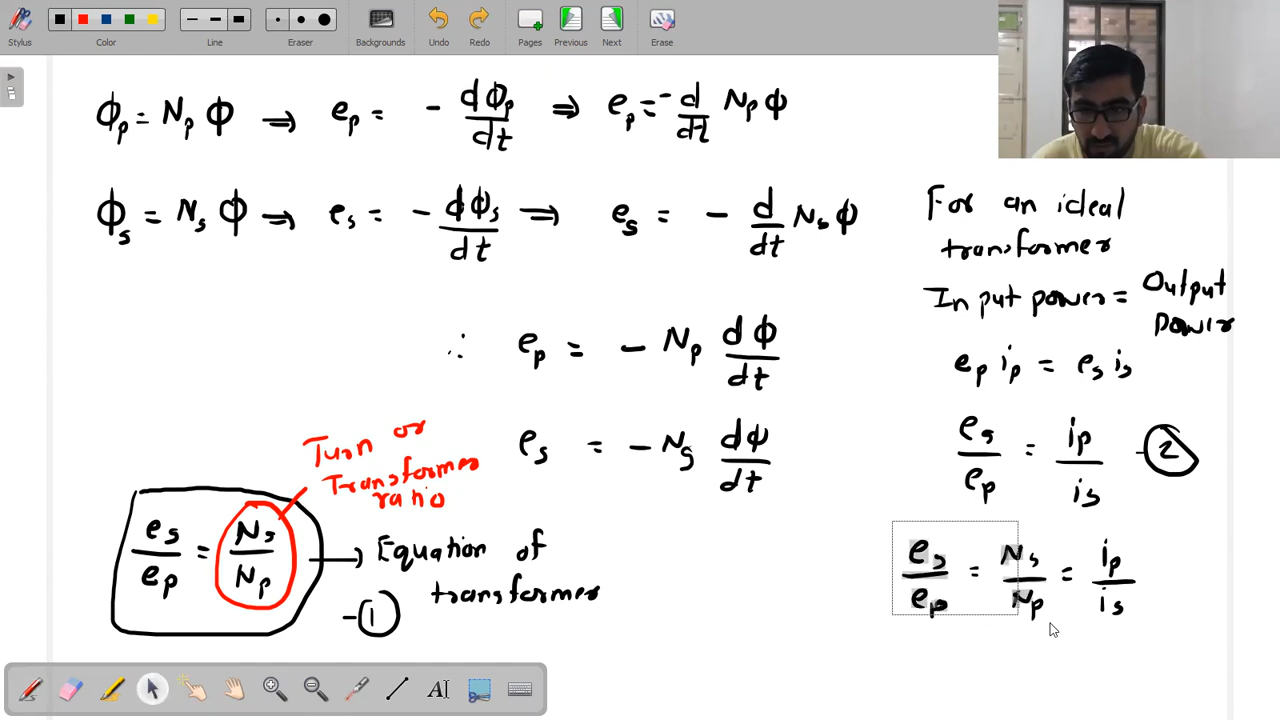 Stylus
Color
Line
Eraser
Backgrounds
Undo
Redo
Pages
Previous
Next
Erase
ϕp = Np ϕ ⇒ ep = - dϕp/dt ⇒ ep = - d/dt Np ϕ
ϕs = Ns ϕ ⇒ es = - dϕs/dt ⇒ es = - d/dt Ns ϕ
∴ ep = - Np dϕ/dt
es = - Ns dϕ/dt
Turn or
Transformer
ratio
es/ep = Ns/Np → Equation of
transformer
- ①
For an ideal
transformer
Input power = Output
Power
ep ip = es is
es/ep = ip/is - ②
es/ep = Ns/Np = ip/is
AI